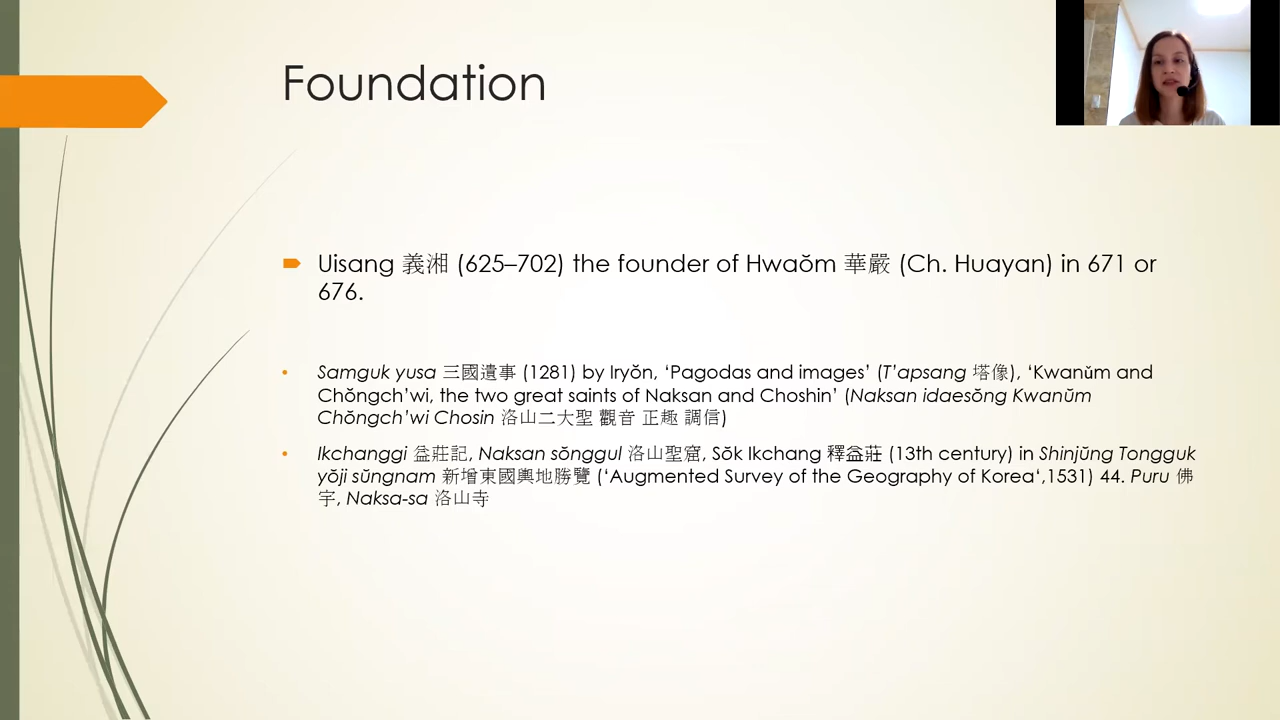 Foundation
Uisang 義湘 (625–702) the founder of Hwaŏm 華嚴 (Ch. Huayan) in 671 or
676.
Samguk yusa 三國遺事 (1281) by Iryŏn, ‘Pagodas and images’ (T’apsang 塔像), ‘Kwanŭm and
Chŏngch’wi, the two great saints of Naksan and Choshin’ (Naksan idaesŏng Kwanŭm
Chŏngch’wi Chosin 洛山二大聖 觀音 正趣 調信)
Ikchanggi 益莊記, Naksan sŏnggul 洛山聖窟, Sŏk Ikchang 釋益莊 (13th century) in Shinjŭng Tongguk
yŏji sŭngnam 新增東國輿地勝覽 (‘Augmented Survey of the Geography of Korea‘,1531) 44. Puru 佛
宇, Naksa-sa 洛山寺